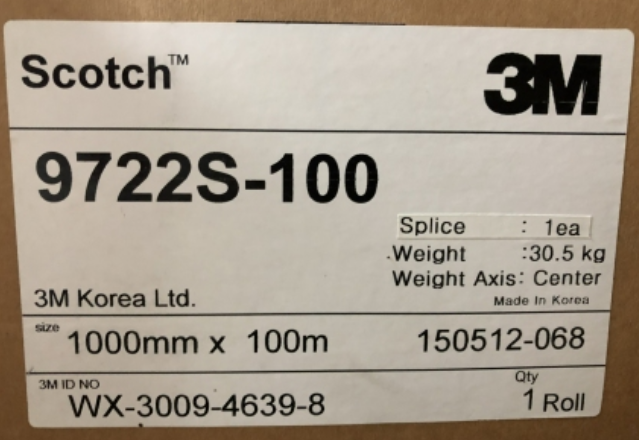 Scotch™
3M
9722S-100
Splice : 1ea
Weight :30.5 kg
Weight Axis: Center
3M Korea Ltd.
Made In Korea
size
1000mm x 100m
150512-068
3M ID NO
WX-3009-4639-8
Qty
1 Roll